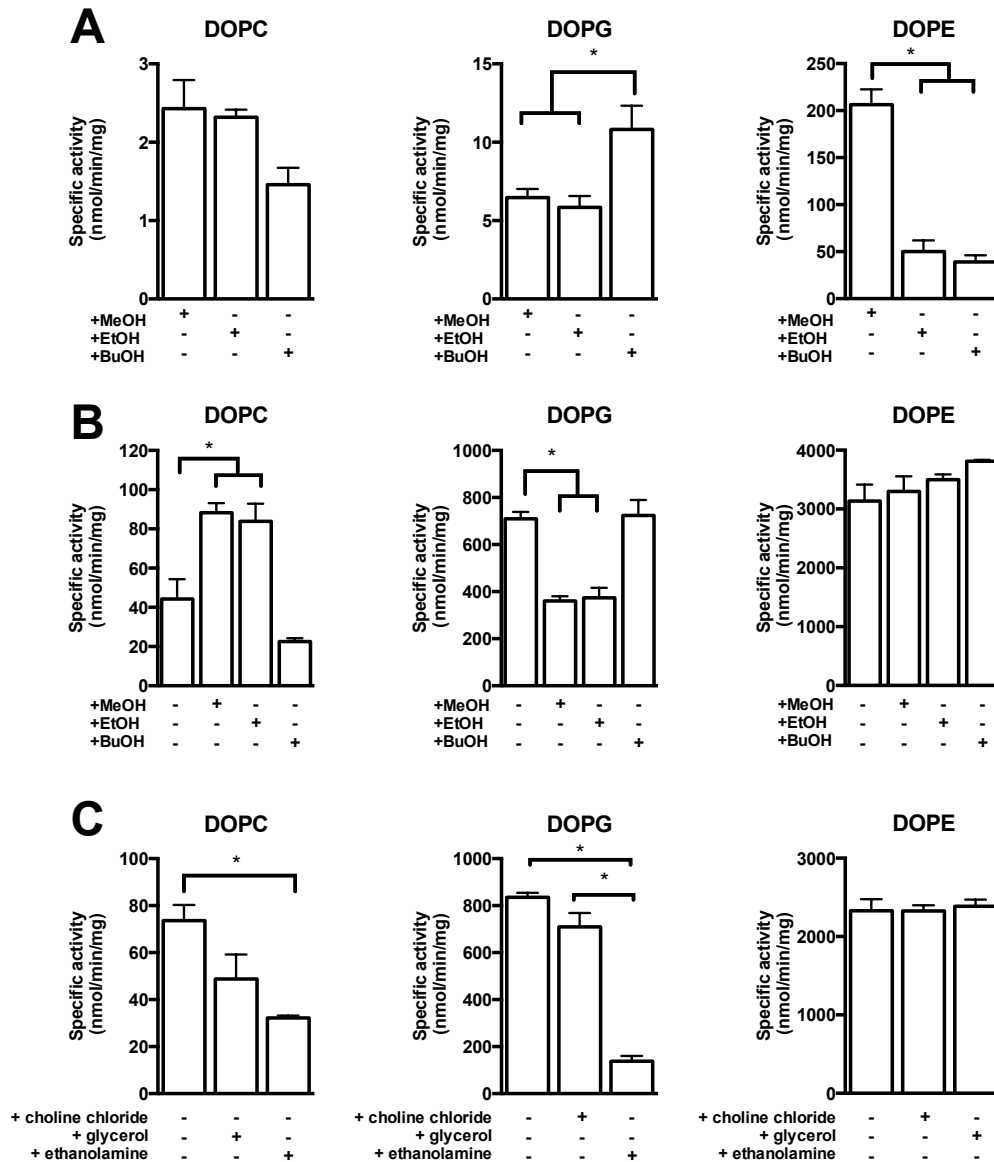 A
DOPC
DOPG
DOPE
Specific activity (nmol/min/mg)
3
2
1
0
Specific activity (nmol/min/mg)
15
10
5
0
*
Specific activity (nmol/min/mg)
250
200
150
100
50
0
*
+MeOH + - -
+EtOH - + -
+BuOH - - +
+MeOH + - -
+EtOH - + -
+BuOH - - +
+MeOH + - -
+EtOH - + -
+BuOH - - +
B
DOPC
DOPG
DOPE
Specific activity (nmol/min/mg)
120
100
80
60
40
20
0
*
Specific activity (nmol/min/mg)
1000
800
600
400
200
0
*
Specific activity (nmol/min/mg)
4000
3000
2000
1000
0
+MeOH - + - -
+EtOH - - + -
+BuOH - - - +
+MeOH - + - -
+EtOH - - + -
+BuOH - - - +
+MeOH - + - -
+EtOH - - + -
+BuOH - - - +
C
DOPC
DOPG
DOPE
Specific activity (nmol/min/mg)
100
80
60
40
20
0
*
Specific activity (nmol/min/mg)
1000
800
600
400
200
0
*
*
Specific activity (nmol/min/mg)
3000
2000
1000
0
+ choline chloride - - -
+ glycerol - + -
+ ethanolamine - - +
+ choline chloride - + -
+ glycerol - - -
+ ethanolamine - - +
+ choline chloride - + -
+ glycerol - - +
+ ethanolamine - - -